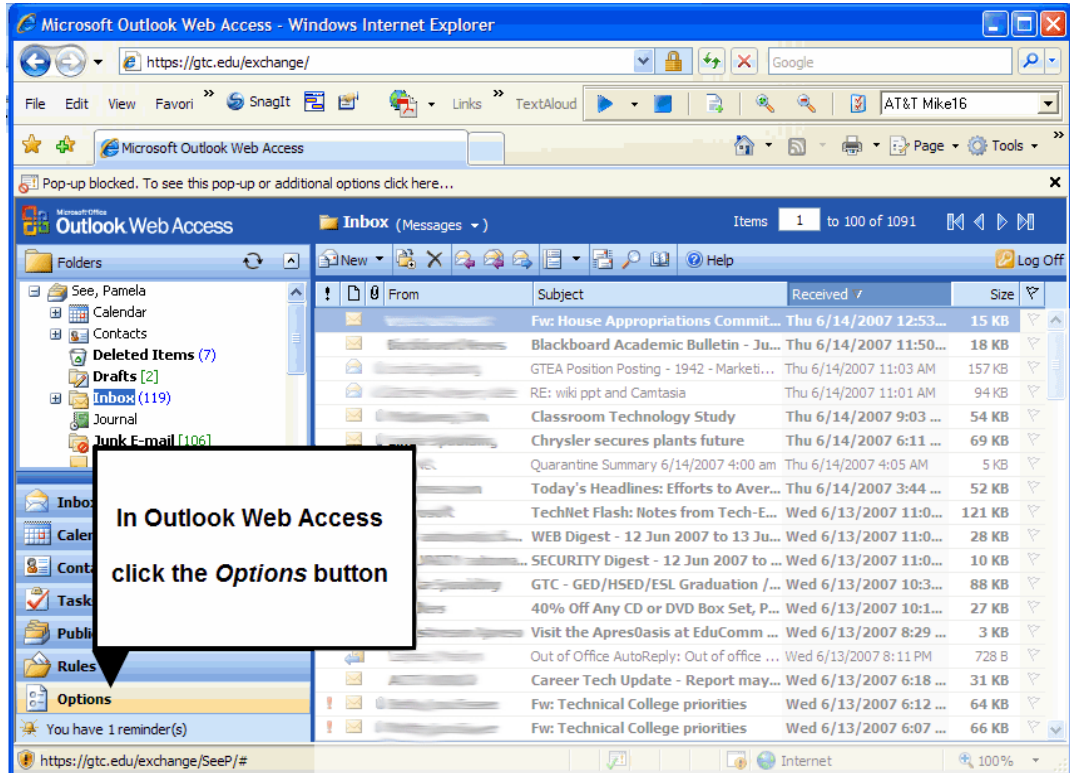 Microsoft Outlook Web Access - Windows Internet Explorer
https://gtc.edu/exchange/
Google
File Edit View Favori » SnagIt Links » TextAloud AT&T Mike16
Microsoft Outlook Web Access Page Tools »
Pop-up blocked. To see this pop-up or additional options click here...
Microsoft Office
Outlook Web Access Inbox (Messages ) Items 1 to 100 of 1091
Folders New Help Log Off
See, Pamela ! From Subject Received Size
Calendar
Contacts
Deleted Items (7)
Drafts [2]
Inbox (119)
Journal
Junk E-mail [106]
Fw: House Appropriations Commit... Thu 6/14/2007 12:53... 15 KB
Blackboard Academic Bulletin - Ju... Thu 6/14/2007 11:50... 18 KB
GTEA Position Posting - 1942 - Marketi... Thu 6/14/2007 11:03 AM 157 KB
RE: wiki ppt and Camtasia Thu 6/14/2007 11:01 AM 94 KB
Classroom Technology Study Thu 6/14/2007 9:03 ... 54 KB
Chrysler secures plants future Thu 6/14/2007 6:11 ... 69 KB
Quarantine Summary 6/14/2007 4:00 am Thu 6/14/2007 4:05 AM 5 KB
Today's Headlines: Efforts to Aver... Thu 6/14/2007 3:44 ... 52 KB
TechNet Flash: Notes from Tech-E... Wed 6/13/2007 11:0... 121 KB
WEB Digest - 12 Jun 2007 to 13 Ju... Wed 6/13/2007 11:0... 28 KB
SECURITY Digest - 12 Jun 2007 to ... Wed 6/13/2007 11:0... 10 KB
GTC - GED/HSED/ESL Graduation /... Wed 6/13/2007 10:3... 88 KB
40% Off Any CD or DVD Box Set, P... Wed 6/13/2007 10:1... 27 KB
Visit the Apres0asis at EduComm ... Wed 6/13/2007 8:29 ... 3 KB
Out of Office AutoReply: Out of office ... Wed 6/13/2007 8:11 PM 728 B
Career Tech Update - Report may... Wed 6/13/2007 6:18 ... 31 KB
! Fw: Technical College priorities Wed 6/13/2007 6:12 ... 64 KB
! Fw: Technical College priorities Wed 6/13/2007 6:07 ... 66 KB
In Outlook Web Access
click the Options button
Inbo
Caler
Cont
Task
Publi
Rules
Options
You have 1 reminder(s)
https://gtc.edu/exchange/SeeP/# Internet 100%